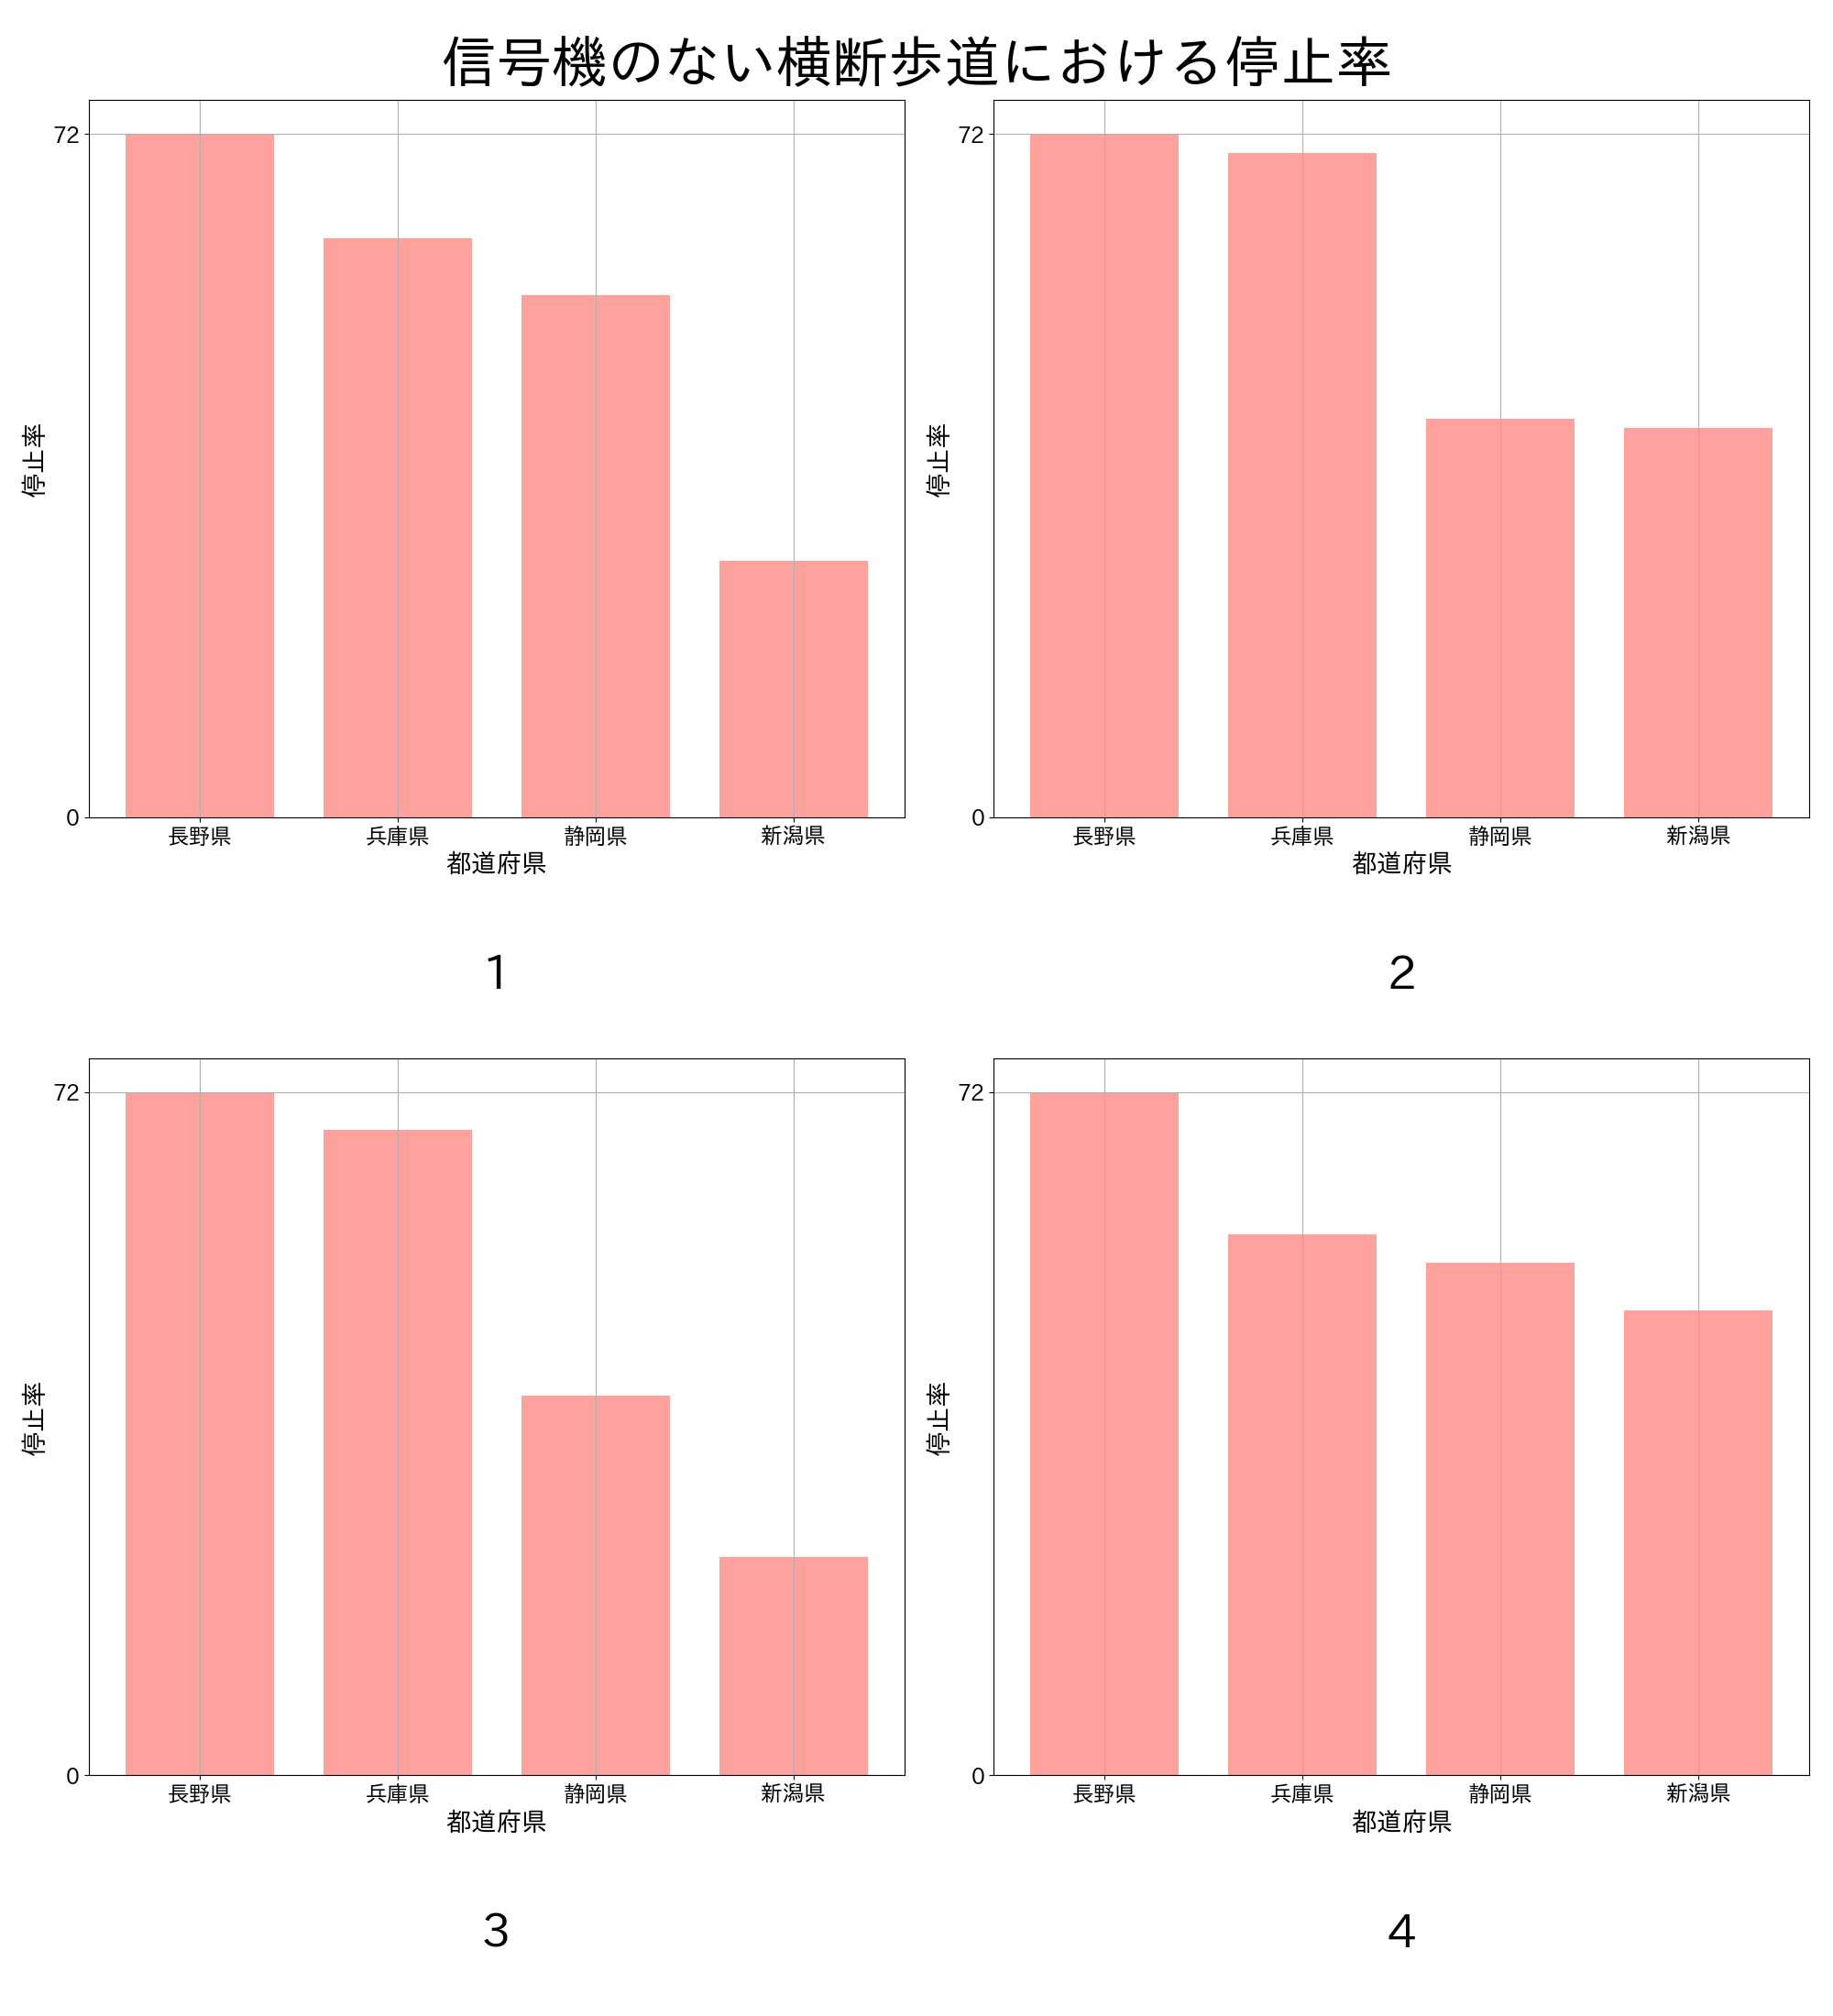 信号機のない横断歩道における停止率
72
停止率
0
長野県 兵庫県 静岡県 新潟県
都道府県
1
72
停止率
0
長野県 兵庫県 静岡県 新潟県
都道府県
2
72
停止率
0
長野県 兵庫県 静岡県 新潟県
都道府県
3
72
停止率
0
長野県 兵庫県 静岡県 新潟県
都道府県
4